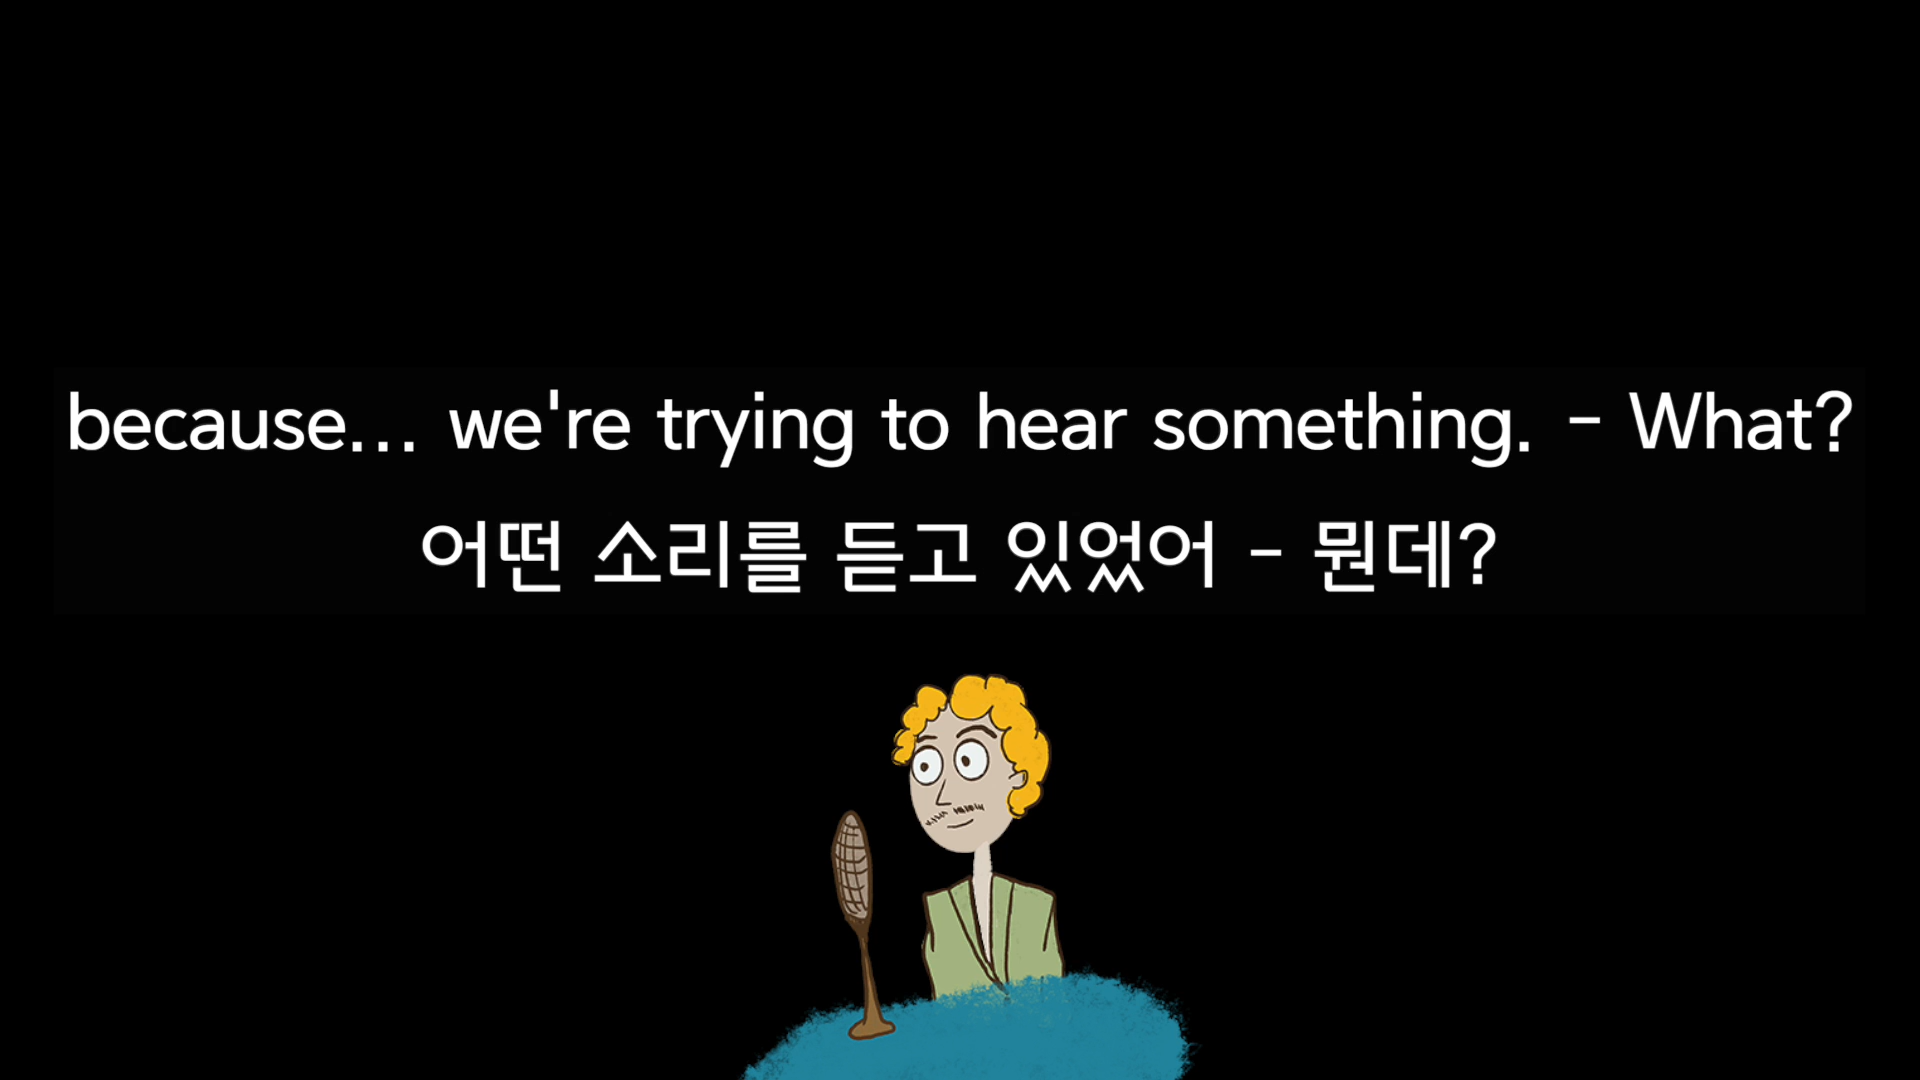 because... we're trying to hear something. - What?
어떤 소리를 듣고 있었어 - 뭔데?